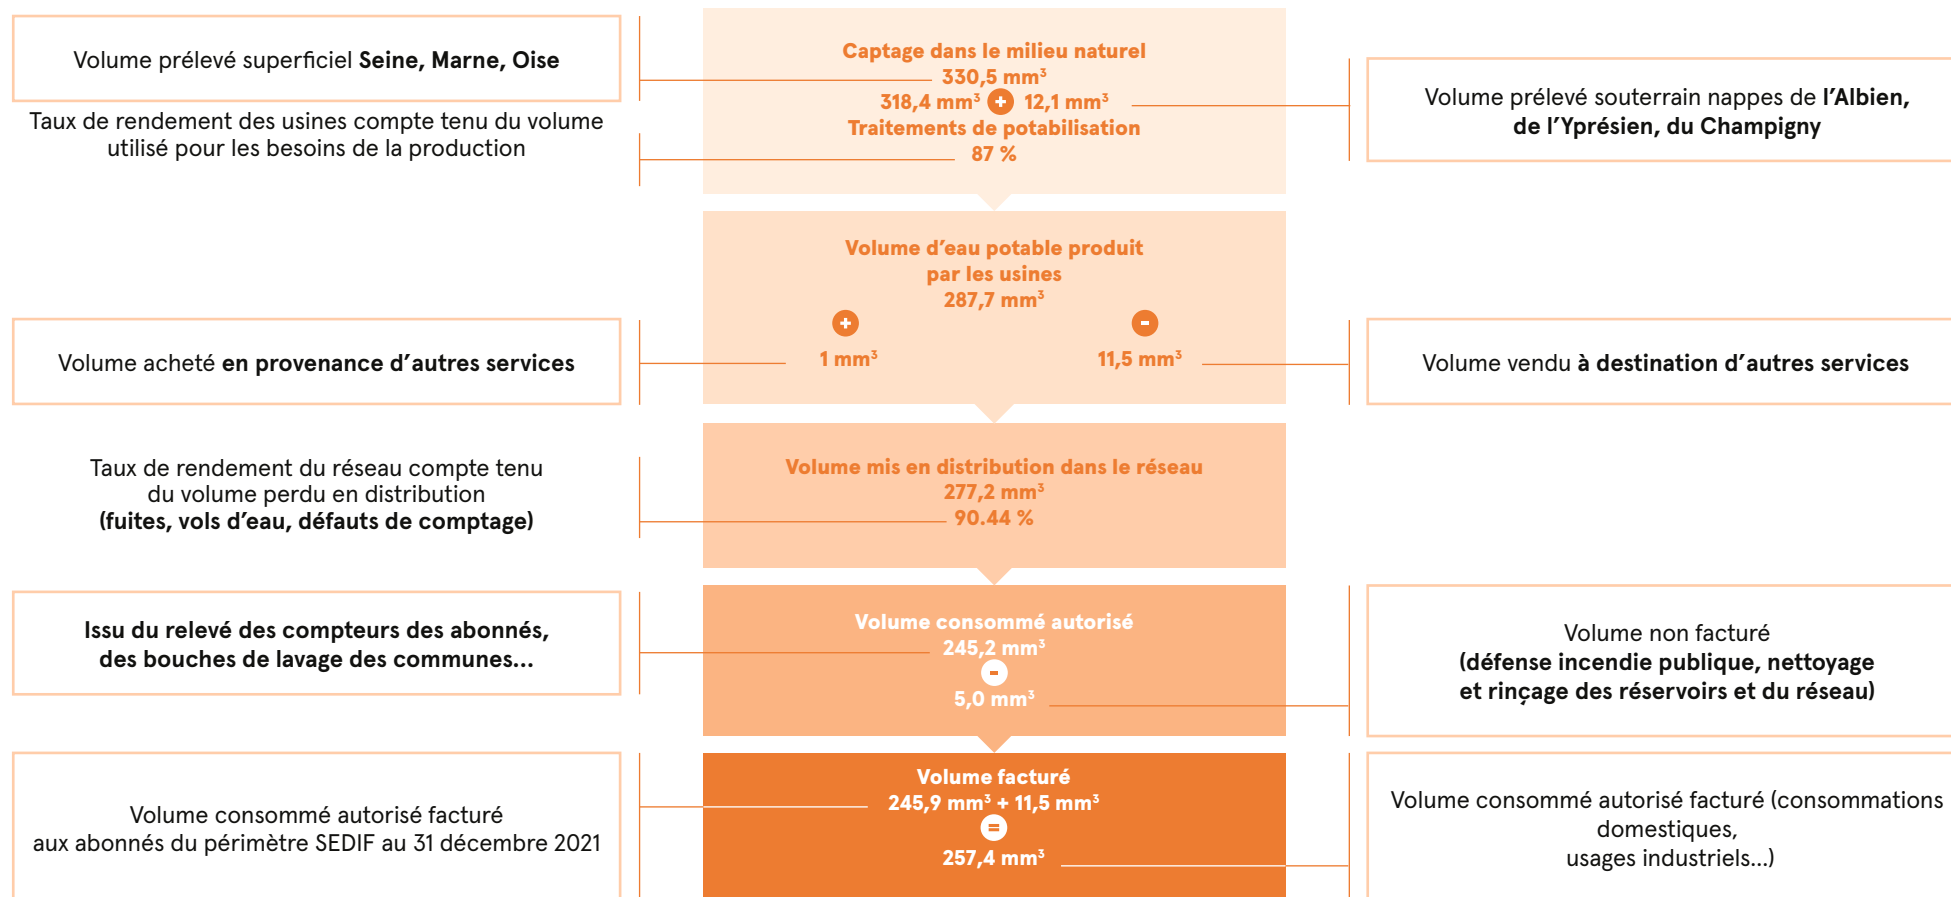 Volume prélevé superficiel Seine, Marne, Oise
Taux de rendement des usines compte tenu du volume
utilisé pour les besoins de la production
Captage dans le milieu naturel
330,5 mm³
318,4 mm³ + 12,1 mm³
Traitements de potabilisation
87 %
Volume prélevé souterrain nappes de l’Albien,
de l’Yprésien, du Champigny
Volume d’eau potable produit
par les usines
287,7 mm³
+
-
1 mm³
11,5 mm³
Volume acheté en provenance d’autres services
Volume vendu à destination d’autres services
Taux de rendement du réseau compte tenu
du volume perdu en distribution
(fuites, vols d’eau, défauts de comptage)
Volume mis en distribution dans le réseau
277,2 mm³
90.44 %
Issu du relevé des compteurs des abonnés,
des bouches de lavage des communes...
Volume consommé autorisé
245,2 mm³
-
5,0 mm³
Volume non facturé
(défense incendie publique, nettoyage
et rinçage des réservoirs et du réseau)
Volume consommé autorisé facturé
aux abonnés du périmètre SEDIF au 31 décembre 2021
Volume facturé
245,9 mm³ + 11,5 mm³
=
257,4 mm³
Volume consommé autorisé facturé (consommations
domestiques,
usages industriels...)